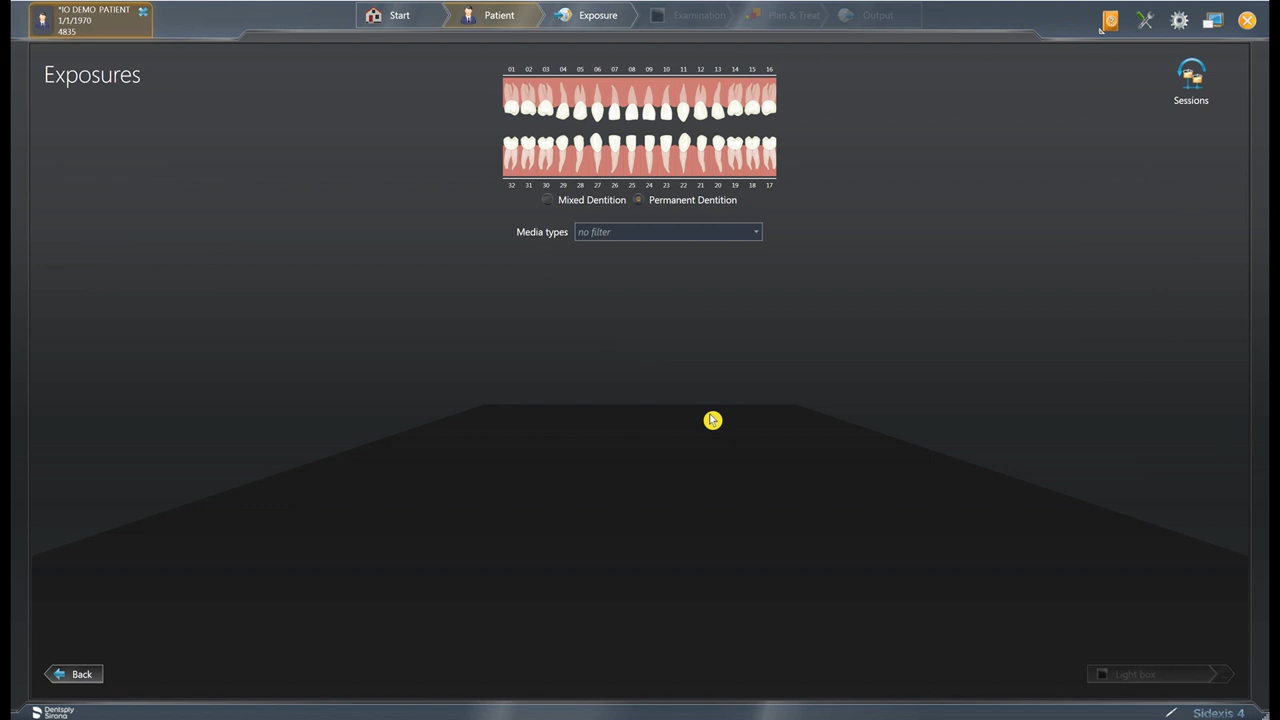 *IO DEMO PATIENT
1/1/1970
4835
Start
Patient
Exposure
Examination
Plan & Treat
Output
Exposures
Sessions
01 02 03 04 05 06 07 08 09 10 11 12 13 14 15 16
32 31 30 29 28 27 26 25 24 23 22 21 20 19 18 17
Mixed Dentition
Permanent Dentition
Media types
no filter
Back
Light box
...
Dentsply
Sirona
Sidexis 4